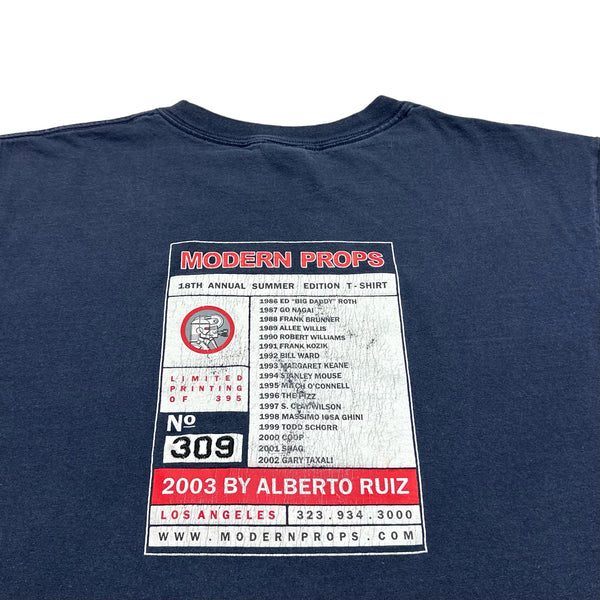 MODERN PROPS
18TH ANNUAL SUMMER EDITION T-SHIRT
1986 ED "BIG DADDY" ROTH
1987 GO NAGAI
1988 FRANK BRUNNER
1989 ALLEE WILLIS
1990 ROBERT WILLIAMS
1991 FRANK KOZIK
1992 BILL WARD
1993 MARGARET KEANE
1994 STANLEY MOUSE
1995 MITCH O'CONNELL
1996 THE PIZZ
1997 S. CLAY WILSON
1998 MASSIMO IOSA GHINI
1999 TODD SCHORR
2000 COOP
2001 SHAG
2002 GARY TAXALI
LIMITED
PRINTING
OF 395
No
309
2003 BY ALBERTO RUIZ
LOS ANGELES 323.934.3000
WWW.MODERNPROPS.COM